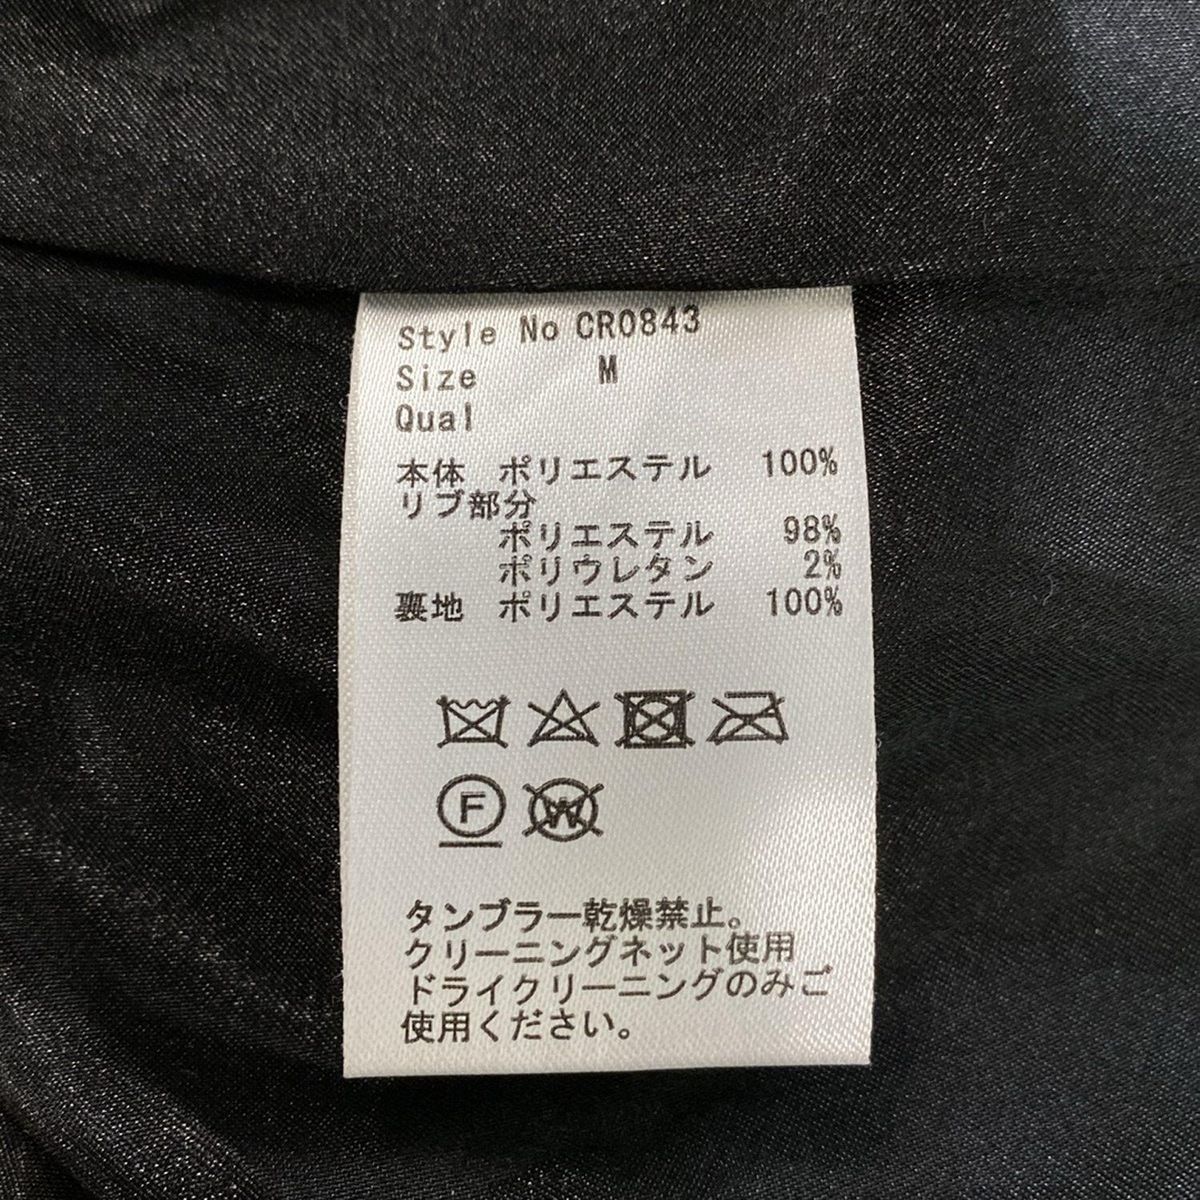 Style No CR0843
Size M
Qual
本体 ポリエステル 100%
リブ部分
ポリエステル 98%
ポリウレタン 2%
裏地 ポリエステル 100%
F W
タンブラー乾燥禁止。
クリーニングネット使用
ドライクリーニングのみご
使用ください。